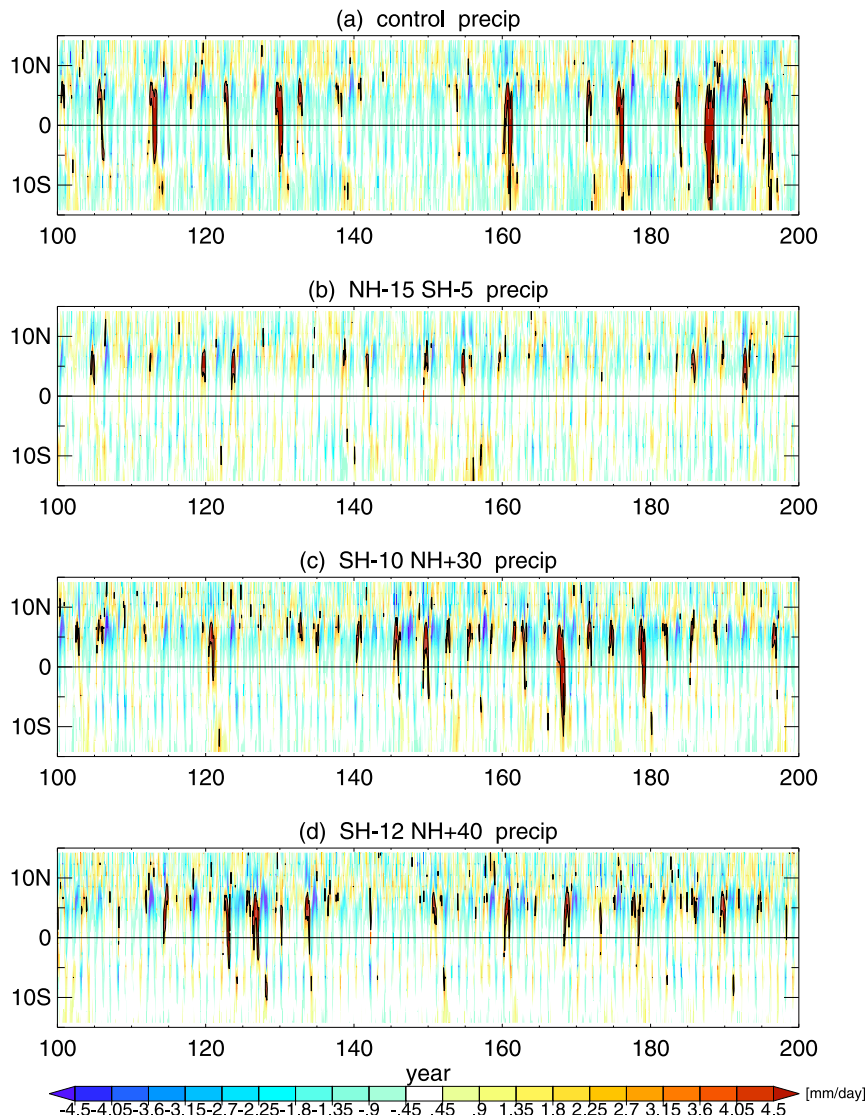 (a) control precip
10N
0
10S
100 120 140 160 180 200
(b) NH-15 SH-5 precip
10N
0
10S
100 120 140 160 180 200
(c) SH-10 NH+30 precip
10N
0
10S
100 120 140 160 180 200
(d) SH-12 NH+40 precip
10N
0
10S
100 120 140 160 180 200
year
[mm/day]
-4.5 -4.05 -3.6 -3.15 -2.7 -2.25 -1.8 -1.35 -.9 -.45 .45 .9 1.35 1.8 2.25 2.7 3.15 3.6 4.05 4.5